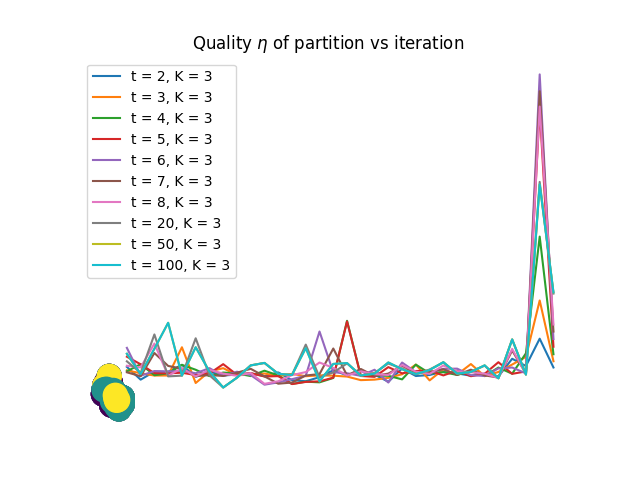 Quality η of partition vs iteration
t = 2, K = 3
t = 3, K = 3
t = 4, K = 3
t = 5, K = 3
t = 6, K = 3
t = 7, K = 3
t = 8, K = 3
t = 20, K = 3
t = 50, K = 3
t = 100, K = 3